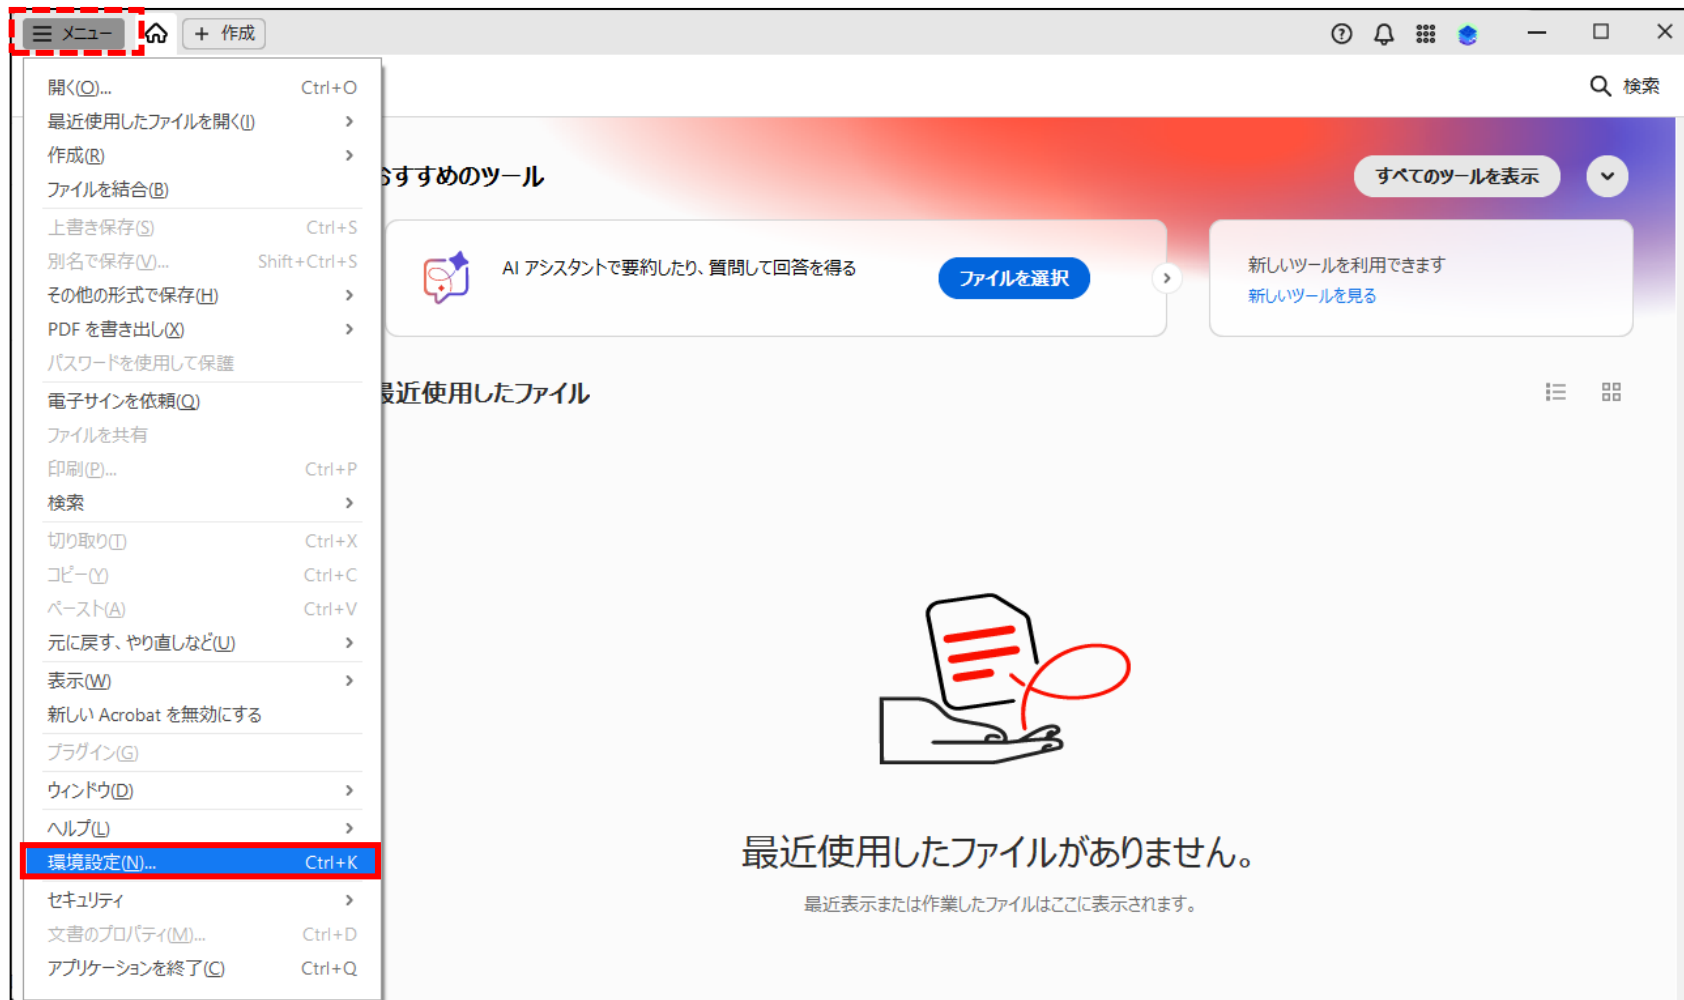 メニュー
+ 作成
検索
開く(O)... Ctrl+O
最近使用したファイルを開く(I)
作成(R)
ファイルを結合(B)
上書き保存(S) Ctrl+S
別名で保存(V)... Shift+Ctrl+S
その他の形式で保存(H)
PDF を書き出し(X)
パスワードを使用して保護
電子サインを依頼(Q)
ファイルを共有
印刷(P)... Ctrl+P
検索
切り取り(T) Ctrl+X
コピー(Y) Ctrl+C
ペースト(A) Ctrl+V
元に戻す、やり直しなど(U)
表示(W)
新しい Acrobat を無効にする
プラグイン(G)
ウィンドウ(D)
ヘルプ(L)
環境設定(N)... Ctrl+K
セキュリティ
文書のプロパティ(M)... Ctrl+D
アプリケーションを終了(C) Ctrl+Q
おすすめのツール
すべてのツールを表示
AI アシスタントで要約したり、質問して回答を得る
ファイルを選択
新しいツールを利用できます
新しいツールを見る
最近使用したファイル
最近使用したファイルがありません。
最近表示または作業したファイルはここに表示されます。